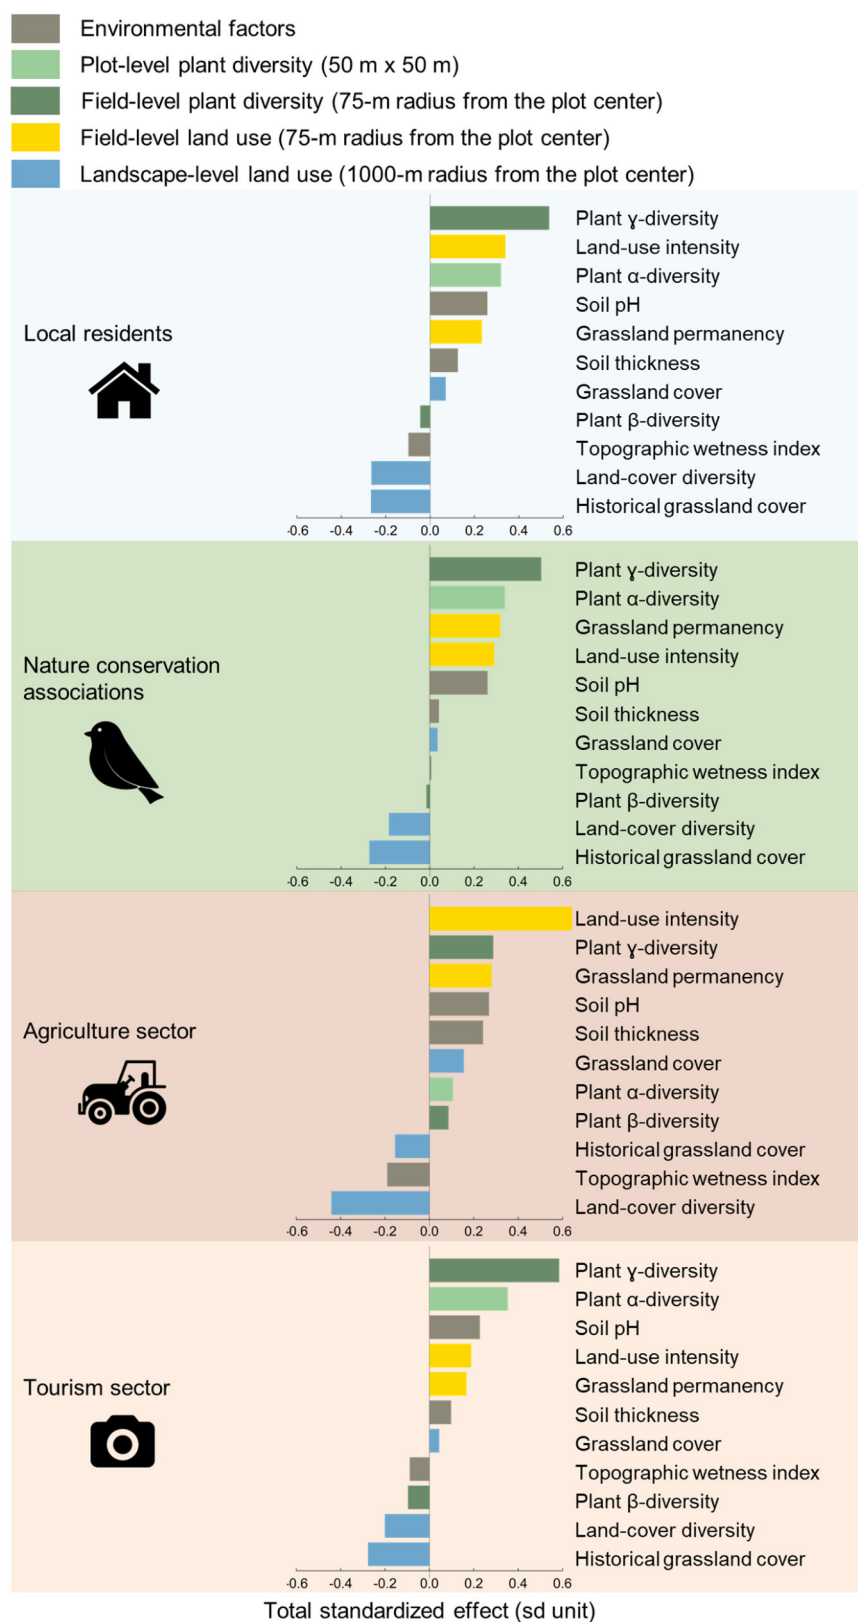 Environmental factors
Plot-level plant diversity (50 m x 50 m)
Field-level plant diversity (75-m radius from the plot center)
Field-level land use (75-m radius from the plot center)
Landscape-level land use (1000-m radius from the plot center)
Local residents
Plant ɣ-diversity
Land-use intensity
Plant α-diversity
Soil pH
Grassland permanency
Soil thickness
Grassland cover
Plant β-diversity
Topographic wetness index
Land-cover diversity
Historical grassland cover
-0.6 -0.4 -0.2 0.0 0.2 0.4 0.6
Nature conservation
associations
Plant ɣ-diversity
Plant α-diversity
Grassland permanency
Land-use intensity
Soil pH
Soil thickness
Grassland cover
Topographic wetness index
Plant β-diversity
Land-cover diversity
Historical grassland cover
-0.6 -0.4 -0.2 0.0 0.2 0.4 0.6
Agriculture sector
Land-use intensity
Plant ɣ-diversity
Grassland permanency
Soil pH
Soil thickness
Grassland cover
Plant α-diversity
Plant β-diversity
Historical grassland cover
Topographic wetness index
Land-cover diversity
-0.6 -0.4 -0.2 0.0 0.2 0.4 0.6
Tourism sector
Plant ɣ-diversity
Plant α-diversity
Soil pH
Land-use intensity
Grassland permanency
Soil thickness
Grassland cover
Topographic wetness index
Plant β-diversity
Land-cover diversity
Historical grassland cover
-0.6 -0.4 -0.2 0.0 0.2 0.4 0.6
Total standardized effect (sd unit)